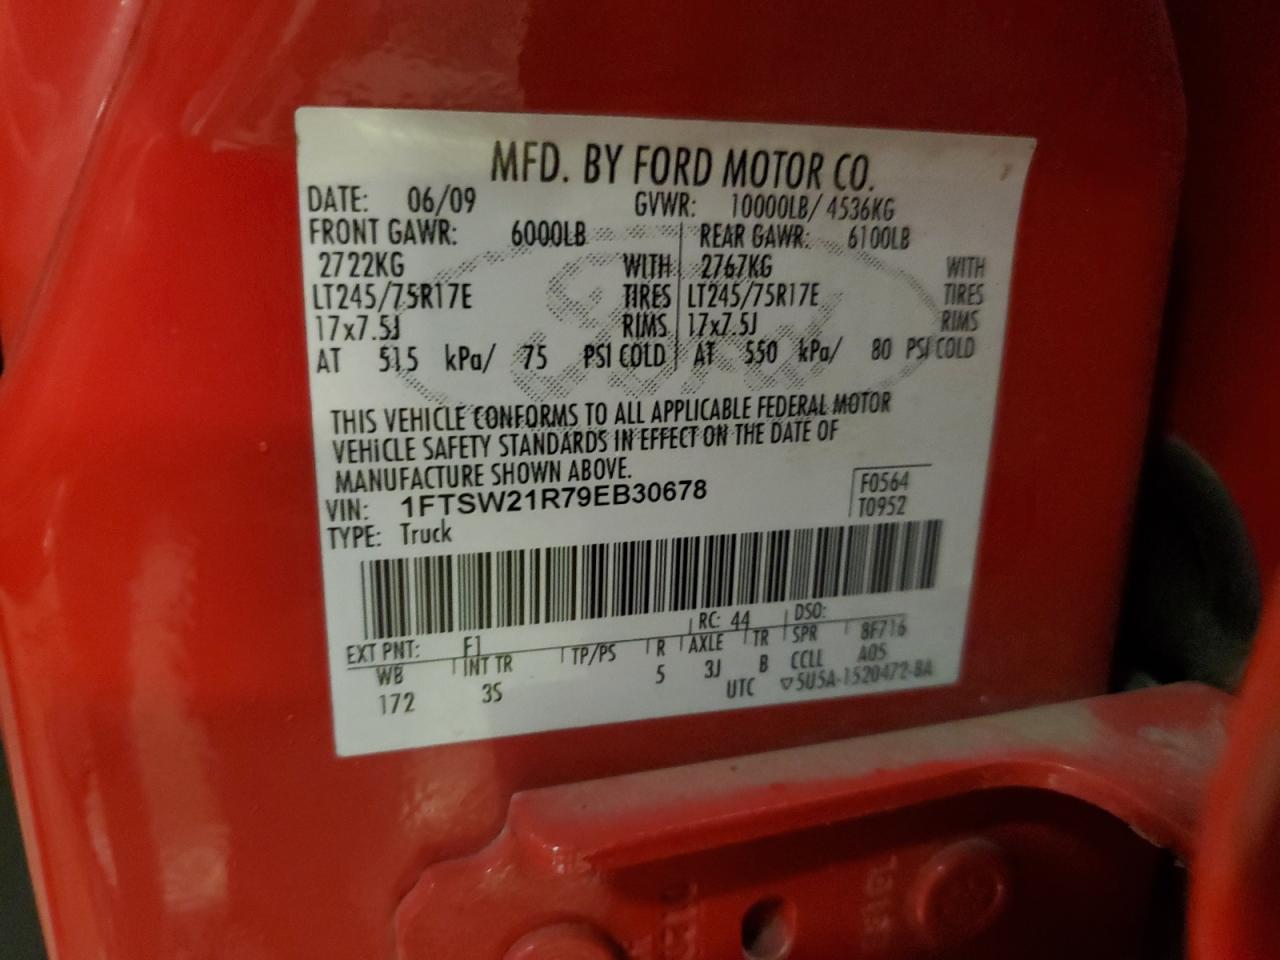 MFD. BY FORD MOTOR CO.
DATE: 06/09 GVWR: 10000LB/ 4536KG
FRONT GAWR: 6000LB REAR GAWR: 6100LB
2722KG WITH 2767KG WITH
LT245/75R17E TIRES LT245/75R17E TIRES
17x7.5J RIMS 17x7.5J RIMS
AT 515 kPa/ 75 PSI COLD AT 550 kPa/ 80 PSI COLD
THIS VEHICLE CONFORMS TO ALL APPLICABLE FEDERAL MOTOR
VEHICLE SAFETY STANDARDS IN EFFECT ON THE DATE OF
MANUFACTURE SHOWN ABOVE.
VIN: 1FTSW21R79EB30678 F0564
TYPE: Truck T0952
EXT PNT: F1 RC: 44 DSO:
WB INT TR TP/PS R AXLE TR SPR 8F716
172 3S 5 3J B CCLL A05
UTC ▽5U5A-1520472-BA